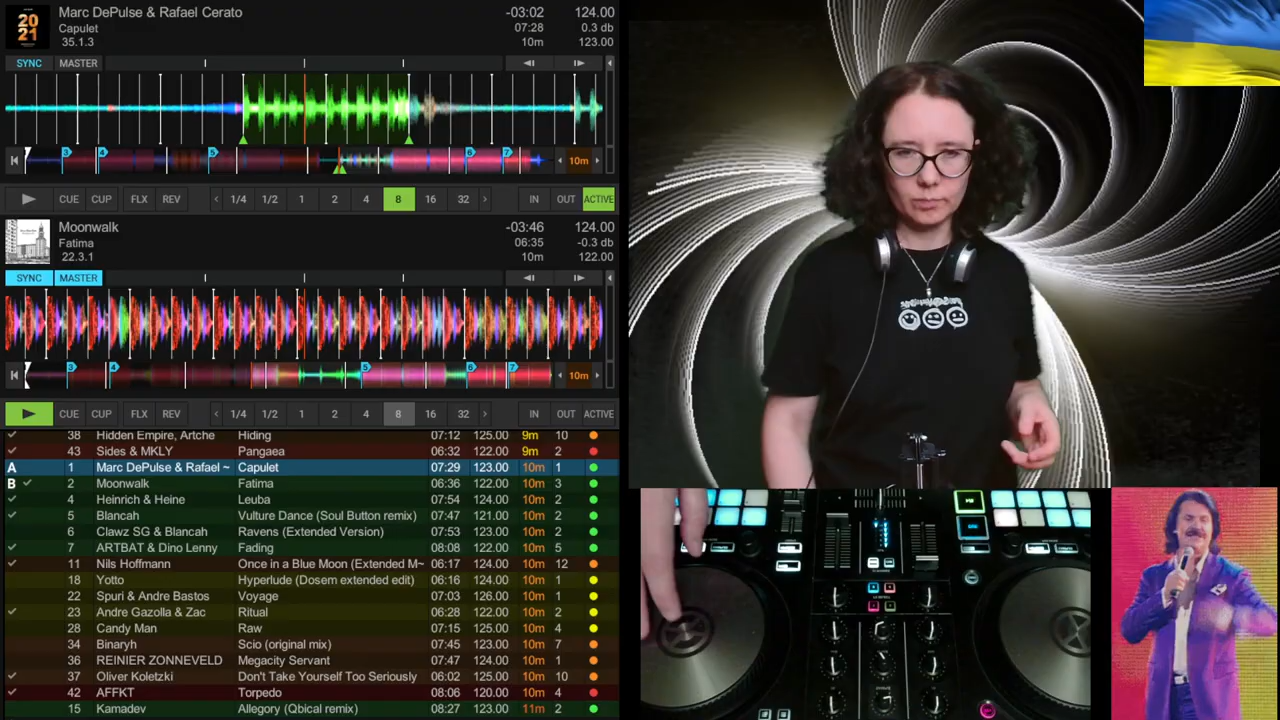 20
21
Marc DePulse & Rafael Cerato
Capulet
35.1.3
-03:02
07:28
10m
124.00
0.3 db
123.00
SYNC MASTER
3 4 5 6 7
10m
CUE CUP FLX REV 1/4 1/2 1 2 4 8 16 32 IN OUT ACTIVE
Moonwalk
Fatima
22.3.1
-03:46
06:35
10m
124.00
-0.3 db
122.00
SYNC MASTER
3 4 5 6 7
10m
CUE CUP FLX REV 1/4 1/2 1 2 4 8 16 32 IN OUT ACTIVE
38 Hidden Empire, Artche Hiding 07:12 125.00 9m 10
43 Sides & MKLY Pangaea 06:32 122.00 9m 2
A 1 Marc DePulse & Rafael ~ Capulet 07:29 123.00 10m 1
B 2 Moonwalk Fatima 06:36 122.00 10m 3
4 Heinrich & Heine Leuba 07:54 124.00 10m 2
5 Blancah Vulture Dance (Soul Button remix) 07:47 121.00 10m 2
6 Clawz SG & Blancah Ravens (Extended Version) 07:53 123.00 10m 2
7 ARTBAT & Dino Lenny Fading 08:08 122.00 10m 5
11 Nils Hoffmann Once in a Blue Moon (Extended M~ 06:17 124.00 10m 12
18 Yotto Hyperlude (Dosem extended edit) 06:16 124.00 10m 1
22 Spuri & Andre Bastos Voyage 07:03 126.00 10m 1
23 Andre Gazolla & Zac Ritual 06:28 122.00 10m 2
28 Candy Man Raw 07:15 125.00 10m 4
34 Binaryh Scio (original mix) 07:45 123.00 10m 7
36 REINIER ZONNEVELD Megacity Servant 07:47 124.00 10m 1
37 Oliver Koletzki Don't Take Yourself Too Seriously 06:02 125.00 10m 10
42 AFFKT Torpedo 08:06 120.00 10m 4
15 Kamadev Allegory (Qbical remix) 08:27 123.00 11m 2